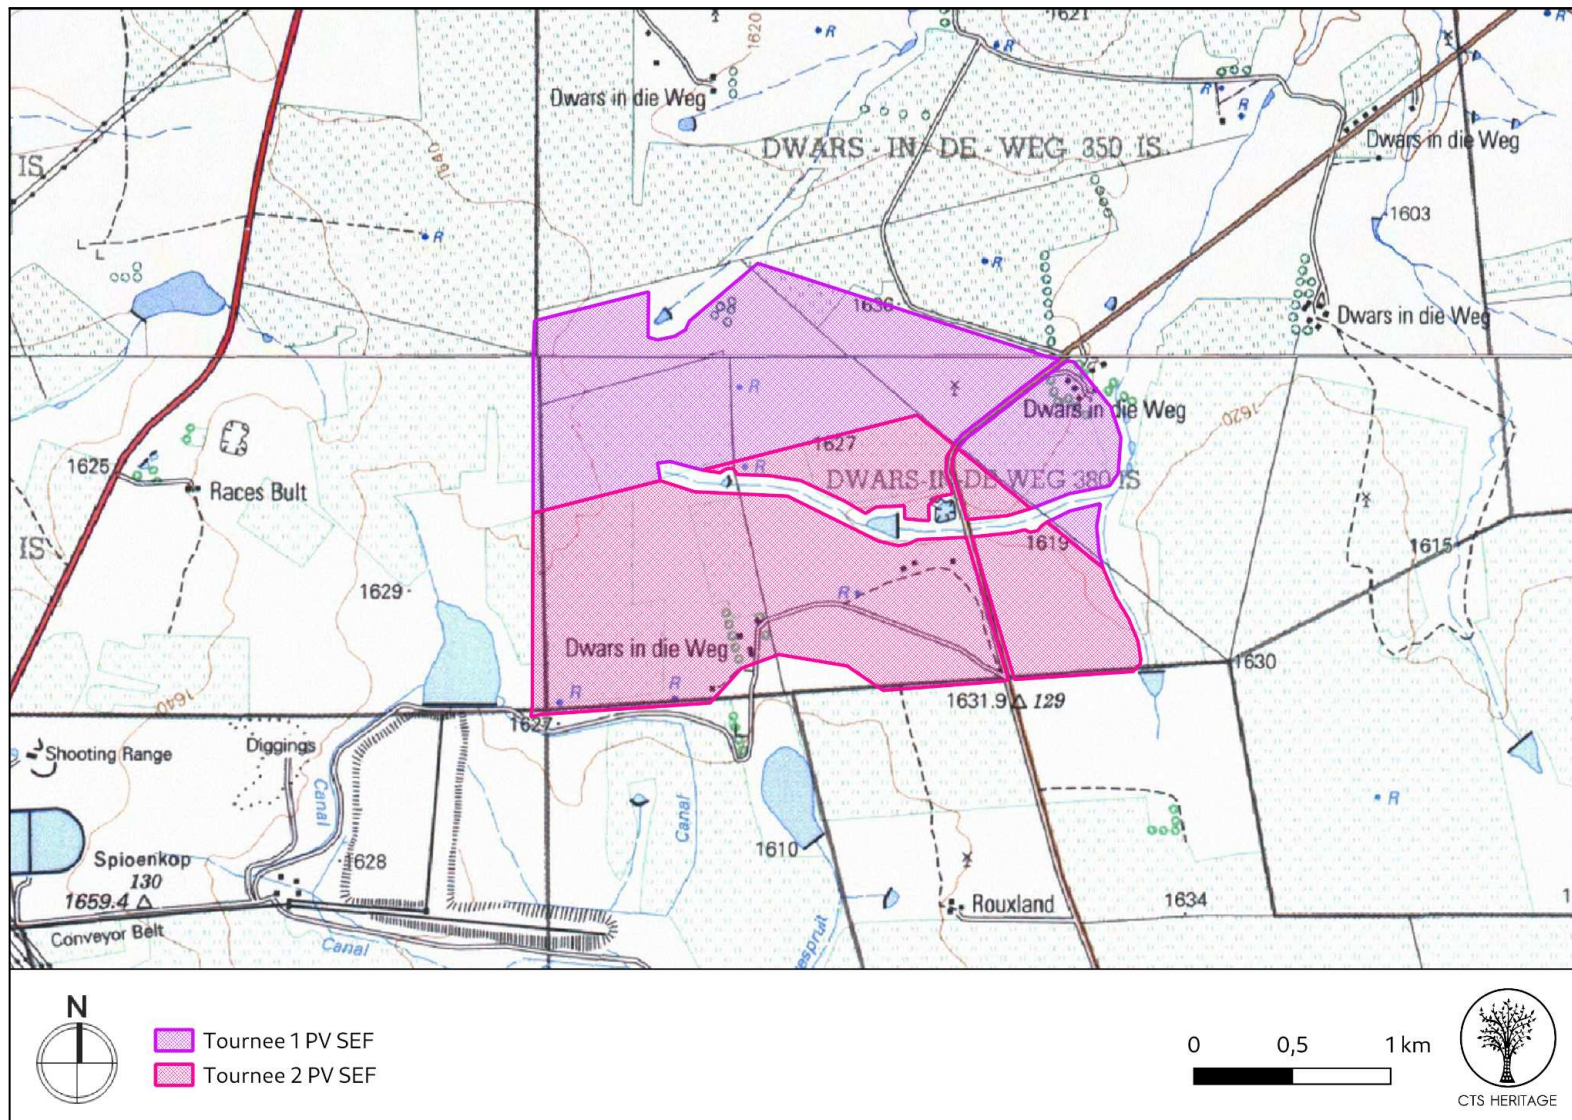 1620
R
R
1621
R
Dwars in die Weg
R
R
IS
1640
DWARS - IN - DE - WEG 350 IS
Dwars in die Weg
1603
R
R
L
L
1636
Dwars in die Weg
R
Dwars in die Weg
1620
1627
1625
R
DWARS-IN-DE-WEG 380 IS
Races Bult
IS
1619
1615
1629
R
Dwars in die Weg
1630
R
R
1640
1631.9 129
1627
Shooting Range
Diggings
Canal
Canal
R
Spioenkop
130
1628
1610
1659.4
Rouxland
1634
1
Conveyor Belt
Canal
espruit
N
Tournee 1 PV SEF
Tournee 2 PV SEF
0 0,5 1 km
CTS HERITAGE